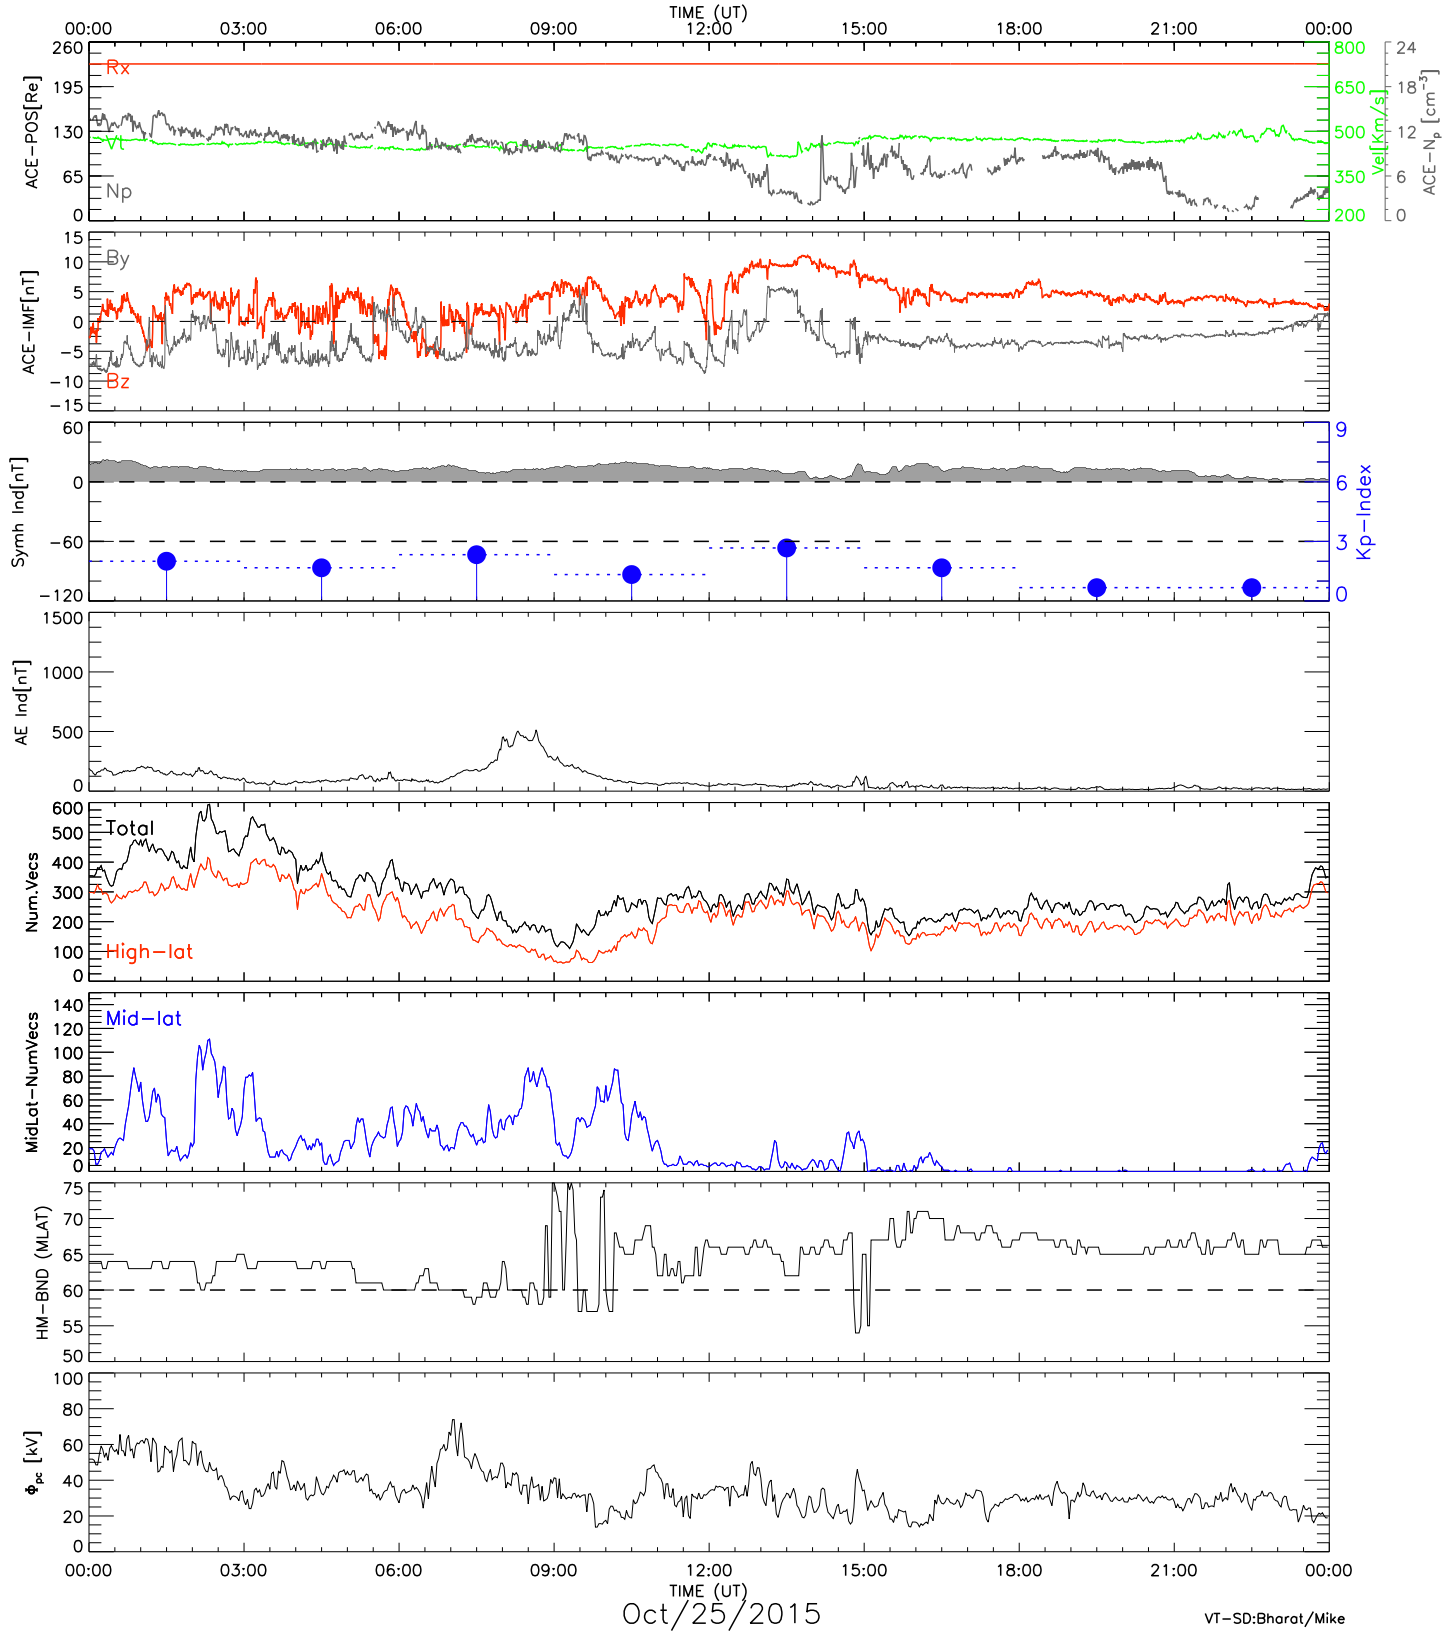 TIME (UT)
00:00 03:00 06:00 09:00 12:00 15:00 18:00 21:00 00:00
260 800 24
Rx
195 650 18
ACE-POS[Re] 130 500 12 Vel[Km/s] ACE-Np [cm⁻³]
Vt
65 350 6
Np
0 200 0
15
By
10
5
ACE-IMF[nT] 0
-5
-10
Bz
-15
60 9
0 6
Symh Ind[nT] Kp-Index
-60 3
-120 0
1500
1000
AE Ind[nT]
500
0
600
Total
500
400
Num.Vecs 300
200
High-lat
100
0
140
Mid-lat
120
100
MidLat-NumVecs 80
60
40
20
0
75
70
65
HM-BND (MLAT) 60
55
50
100
80
60
Φpc [kV] 40
20
0
00:00 03:00 06:00 09:00 12:00 15:00 18:00 21:00 00:00
TIME (UT)
Oct/25/2015
VT-SD:Bharat/Mike